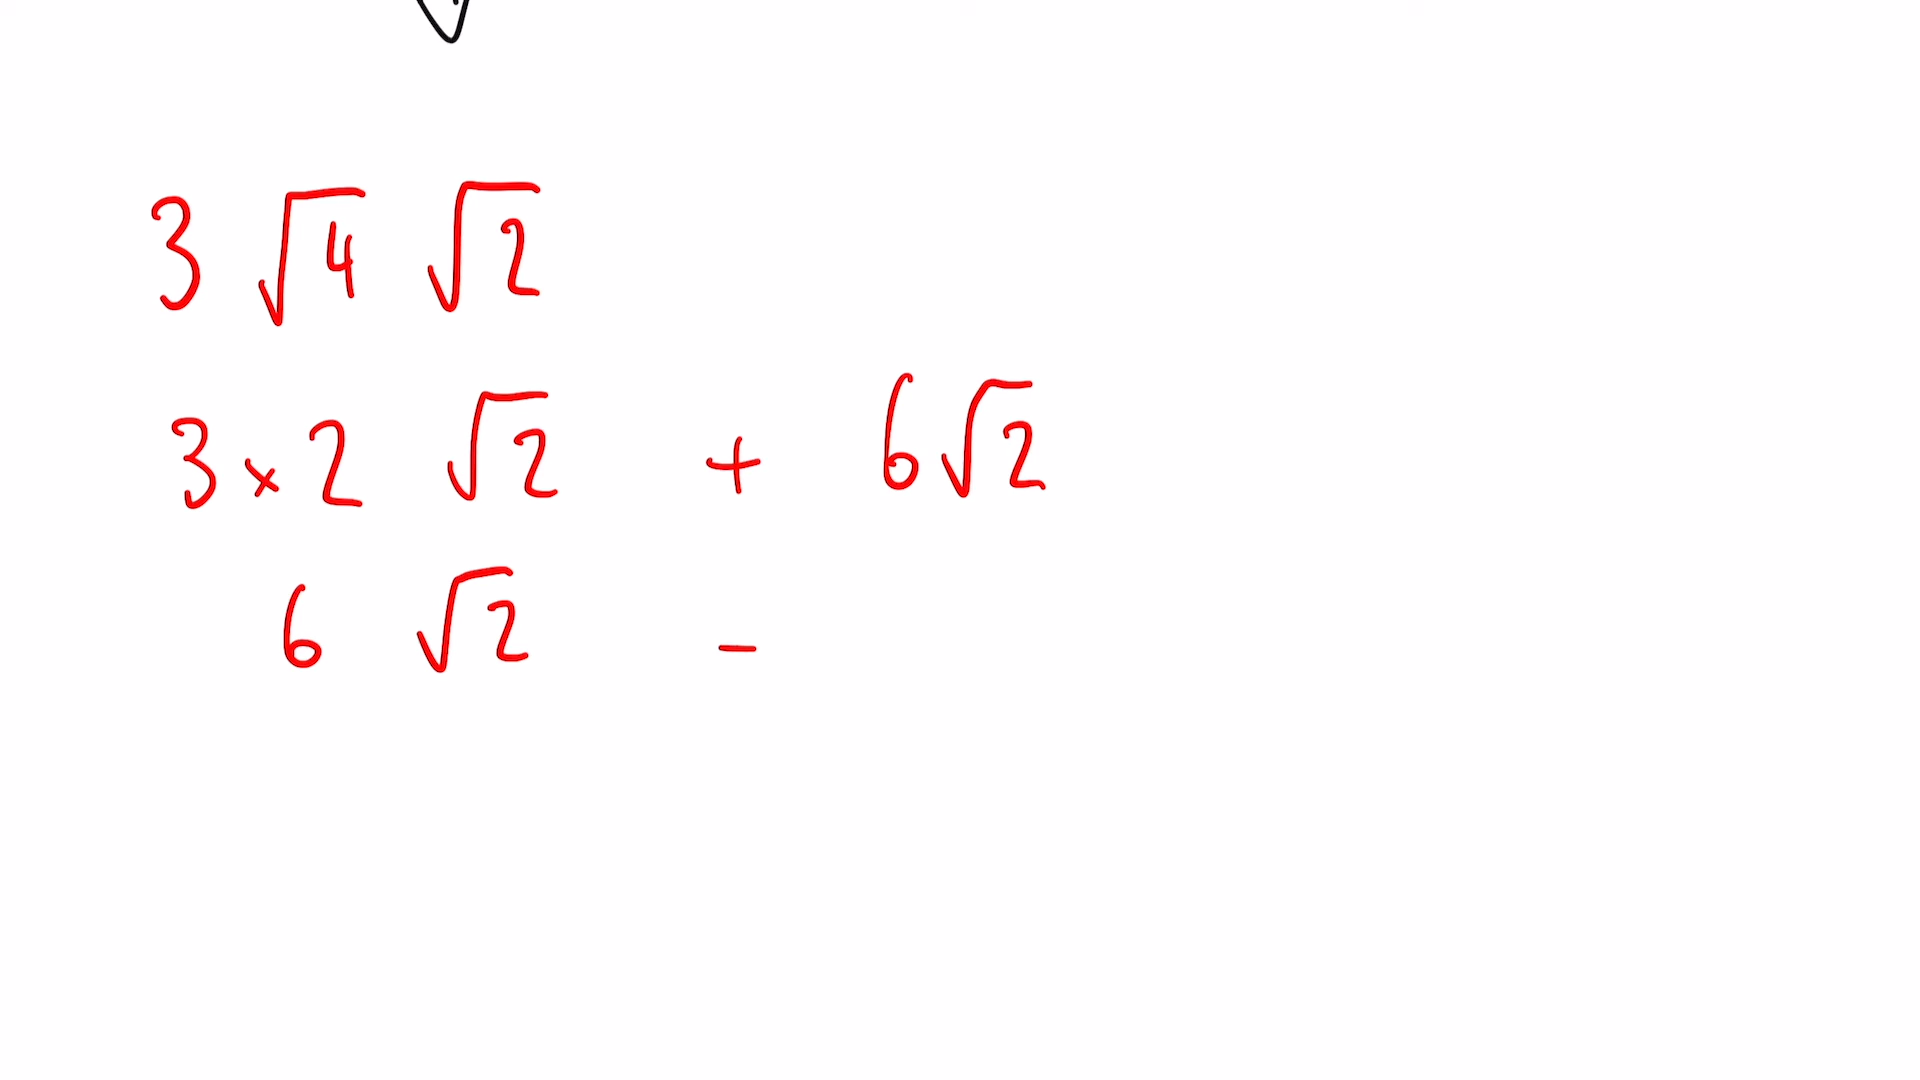 3 √4 √2
3 × 2 √2 + 6√2
6 √2 -